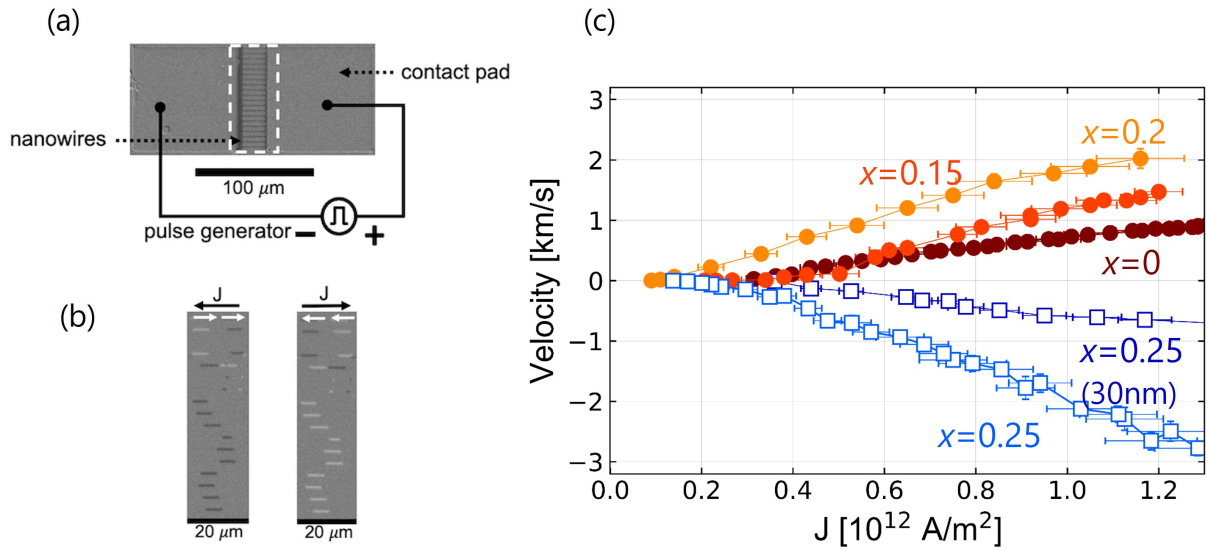 (a)
contact pad
nanowires
100 μm
pulse generator
−
+
(b)
J
J
20 μm
20 μm
(c)
Velocity [km/s]
3
2
1
0
−1
−2
−3
x=0.2
x=0.15
x=0
x=0.25
(30nm)
x=0.25
0.0 0.2 0.4 0.6 0.8 1.0 1.2
J [10¹² A/m²]